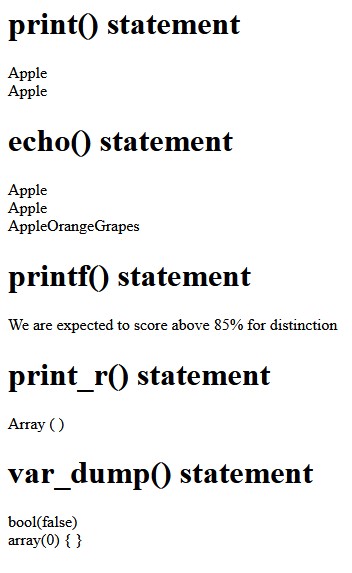 print() statement
Apple
Apple
echo() statement
Apple
Apple
AppleOrangeGrapes
printf() statement
We are expected to score above 85% for distinction
print_r() statement
Array ( )
var_dump() statement
bool(false)
array(0) { }